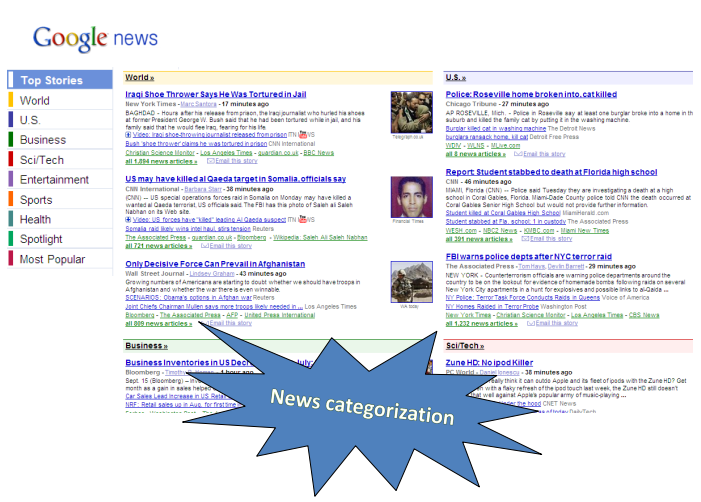 Google news
Top Stories
World
U.S.
Business
Sci/Tech
Entertainment
Sports
Health
Spotlight
Most Popular
World »
Iraqi Shoe Thrower Says He Was Tortured in Jail
New York Times - Marc Santora - 17 minutes ago
BAGHDAD - Hours after his release from prison, the Iraqi journalist who hurled his shoes
at former President George W. Bush said that he had been tortured while in jail, and his
family said that he would flee Iraq, fearing for his life.
Video: Iraqi shoe-throwing journalist released from prison ITN
Bush 'shoe thrower' claims he was tortured in prison CNN International
Christian Science Monitor - Los Angeles Times - guardian.co.uk - BBC News
all 1,894 news articles » Email this story
Telegraph.co.uk
US may have killed al Qaeda target in Somalia, officials say
CNN International - Barbara Starr - 38 minutes ago
(CNN) -- US special operations forces raid in Somalia on Monday may have killed a
wanted al Qaeda terrorist, US officials said. The FBI has this photo of Saleh ali Saleh
Nabhan on its Web site.
Video: US forces have "killed" leading Al Qaeda suspect ITN
Somalia raid likely wins intel haul, stirs tension Reuters
The Associated Press - guardian.co.uk - Bloomberg - Wikipedia: Saleh Ali Saleh Nabhan
all 721 news articles » Email this story
Financial Times
Only Decisive Force Can Prevail in Afghanistan
Wall Street Journal - Lindsey Graham - 43 minutes ago
Growing numbers of Americans are starting to doubt whether we should have troops in
Afghanistan and whether the war there is even winnable.
SCENARIOS: Obama's options in Afghan war Reuters
Joint Chiefs Chairman Mullen says more troops likely needed in ... Los Angeles Times
Bloomberg - The Associated Press - AFP - United Press International
all 809 news articles » Email this story
Business »
Business Inventories in US July:
Bloomberg - 1 hour ago
Sept. 15 (Bloomberg) --
month as a gain in sales helped
Car Sales Lead Increase in US Retail
NRF: Retail sales up in Aug. for first time
U.S. »
Police: Roseville home broken into, cat killed
Chicago Tribune - 27 minutes ago
AP ROSEVILLE, Mich. - Police in Roseville say at least one burglar broke into a home in the
suburb and killed the family cat by putting it in the washing machine.
Burglar killed cat in washing machine The Detroit News
burglars ransack home, kill cat Detroit Free Press
WDIV - WLNS - MLive.com
all 8 news articles » Email this story
Report: Student stabbed to death at Florida high school
CNN - 46 minutes ago
MIAMI, Florida (CNN) -- Police said Tuesday they are investigating a death at a high
school in Coral Gables, Florida. Miami-Dade County police told CNN the death occurred at
Coral Gables Senior High School but would not provide further information.
Student killed at Coral Gables High School MiamiHerald.com
Student stabbed at Fla., school, 1 in custody The Associated Press
WESH.com - NBC2 News - KMBC.com - Miami New Times
all 391 news articles » Email this story
FBI warns police depts after NYC terror raid
The Associated Press - Tom Hays, Devlin Barrett - 29 minutes ago
NEW YORK - Counterterrorism officials are warning police departments around the
country to be on the lookout for evidence of homemade bombs following raids on several
New York City apartments in a hunt for explosives and possible links to al-Qaida ...
NY Police: Terror Task Force Conducts Raids in Queens Voice of America
NY Homes Raided in Terror Probe Washington Post
New York Times - Christian Science Monitor - Los Angeles Times - CBS News
all 1,232 news articles » Email this story
Sci/Tech »
Zune HD: No ipod Killer
PC World - Daniel Ionescu - 38 minutes ago
really think it can outdo Apple and its fleet of ipods with the Zune HD? Get
with a flaky refresh of the ipod touch last week, the Zune HD still doesn't
that well against Apple's popular army of music-playing ...
under the hood CNET News
News categorization